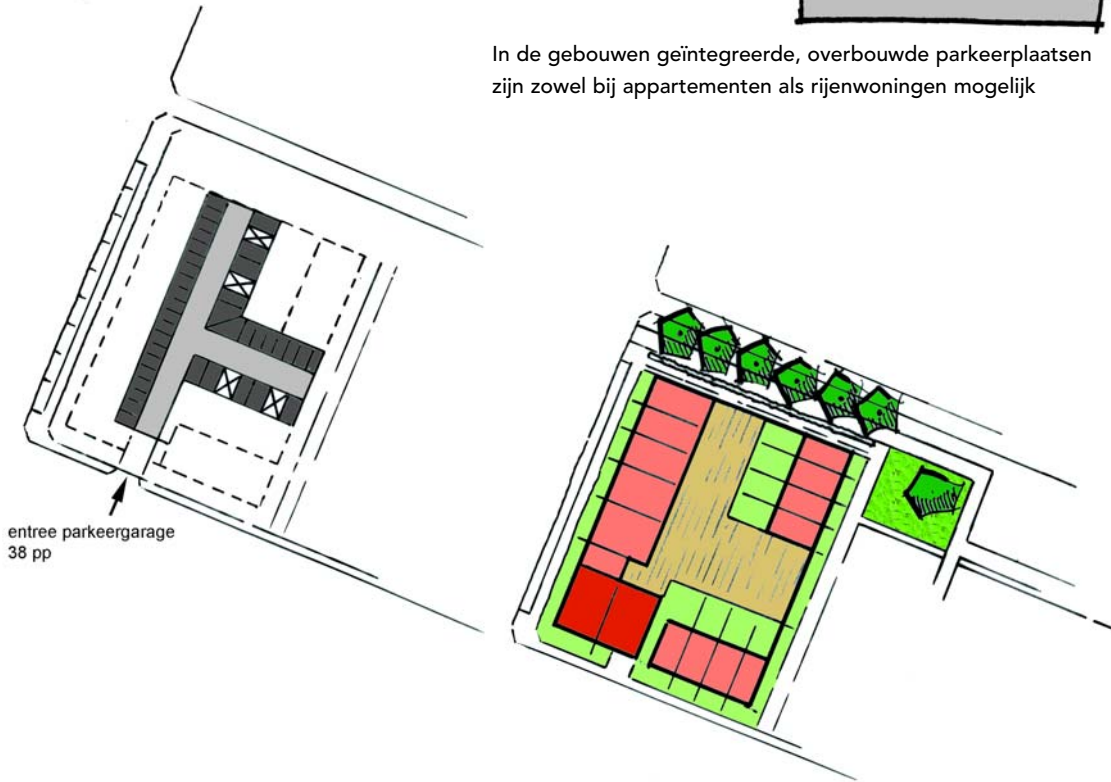 In de gebouwen geïntegreerde, overbouwde parkeerplaatsen
zijn zowel bij appartementen als rijenwoningen mogelijk
entree parkeergarage
38 pp